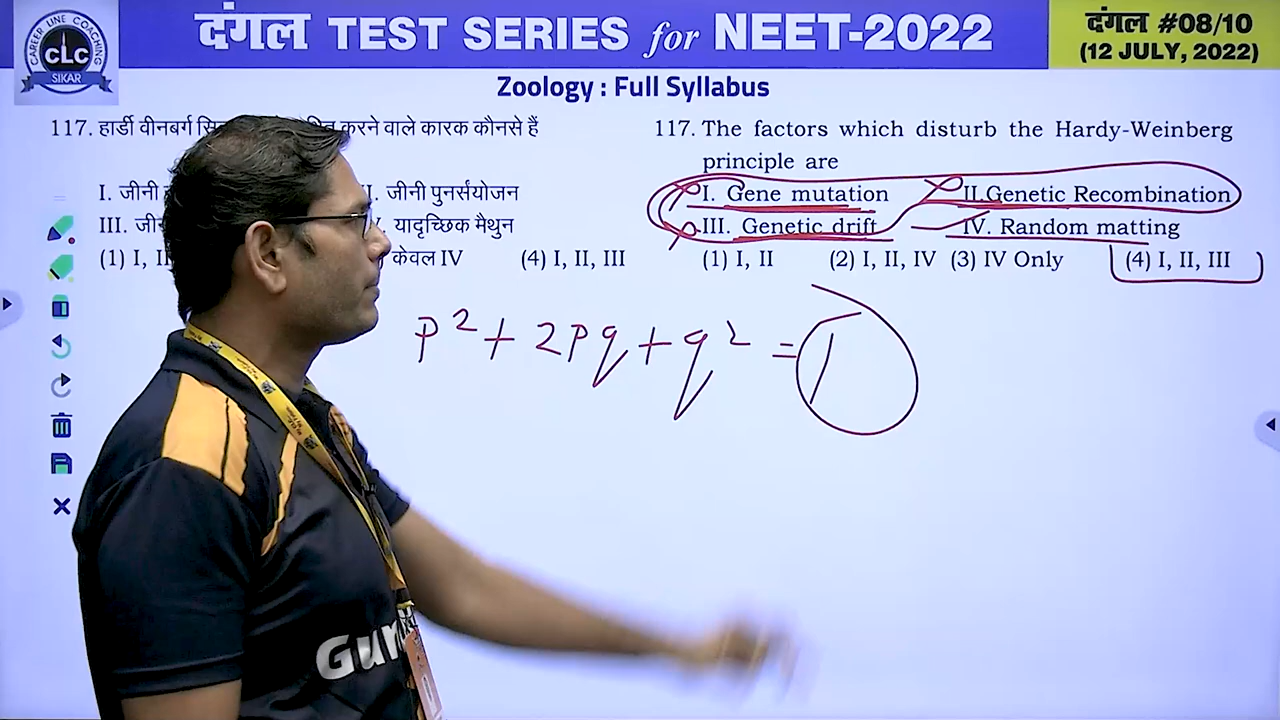 दंगल TEST SERIES for NEET-2022
दंगल #08/10
(12 JULY, 2022)
CAREER LINE COACHING
CLC
SIKAR
Zoology : Full Syllabus
117. हार्डी वीनबर्ग करने वाले कारक कौनसे हैं
I. जीनी जीनी पुनर्संयोजन
III. यादृच्छिक मैथुन
(1) I, केवल IV (4) I, II, III
117. The factors which disturb the Hardy-Weinberg
principle are
I. Gene mutation II.Genetic Recombination
III. Genetic drift IV. Random matting
(1) I, II (2) I, II, IV (3) IV Only (4) I, II, III
p² + 2pq + q² = 1